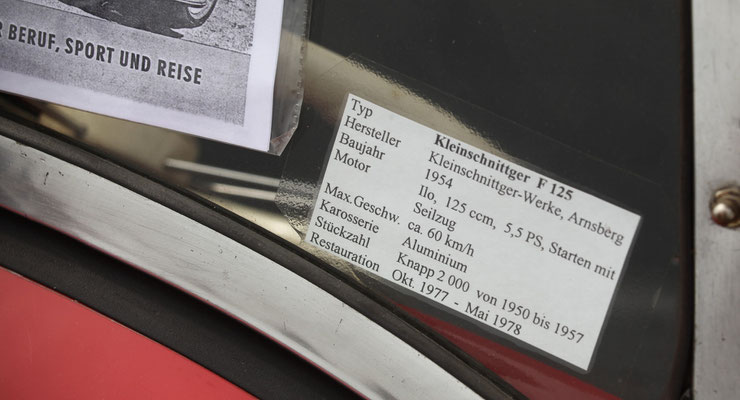 R BERUF, SPORT UND REISE
Typ Kleinschnittger F 125
Hersteller Kleinschnittger-Werke, Arnsberg
Baujahr 1954
Motor Ilo, 125 ccm, 5,5 PS, Starten mit
Seilzug
Max.Geschw. ca. 60 km/h
Karosserie Aluminium
Stückzahl Knapp 2 000 von 1950 bis 1957
Restauration Okt. 1977 - Mai 1978